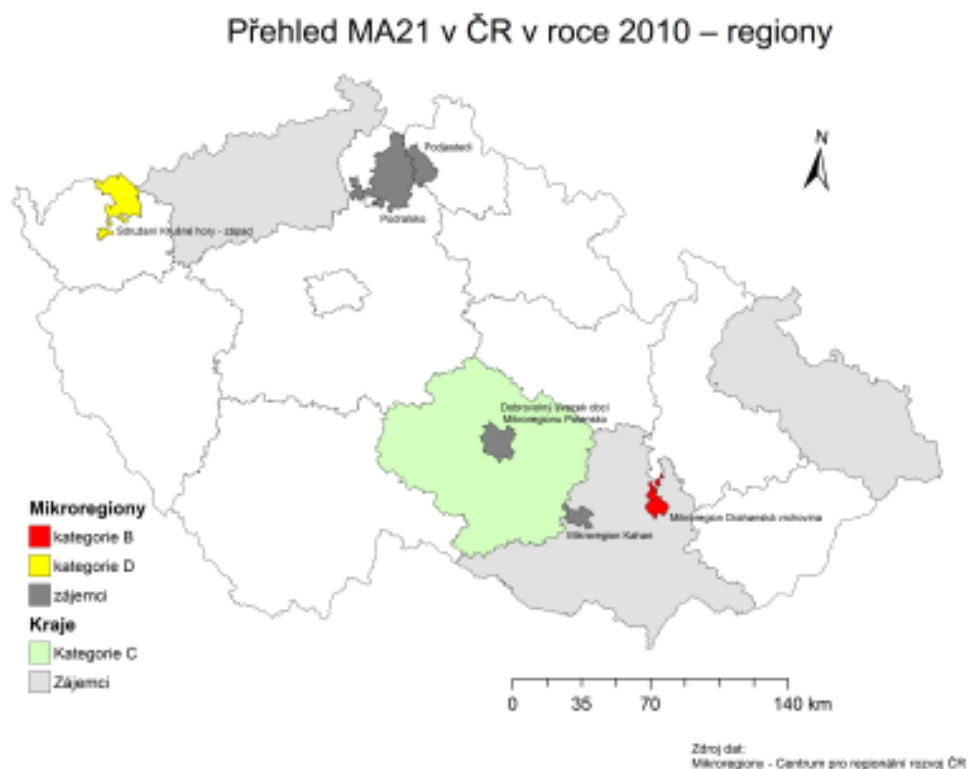 Přehled MA21 v ČR v roce 2010 – regiony
N
Podještědí
Podralsko
Sdružení Krušné hory - západ
Dobrovolný svazek obcí
Mikroregionu Polensko
Mikroregion Drahanská vrchovina
Mikroregion Kahan
Mikroregiony
kategorie B
kategorie D
zájemci
Kraje
Kategorie C
Zájemci
0 35 70 140 km
Zdroj dat:
Mikroregiony - Centrum pro regionální rozvoj ČR